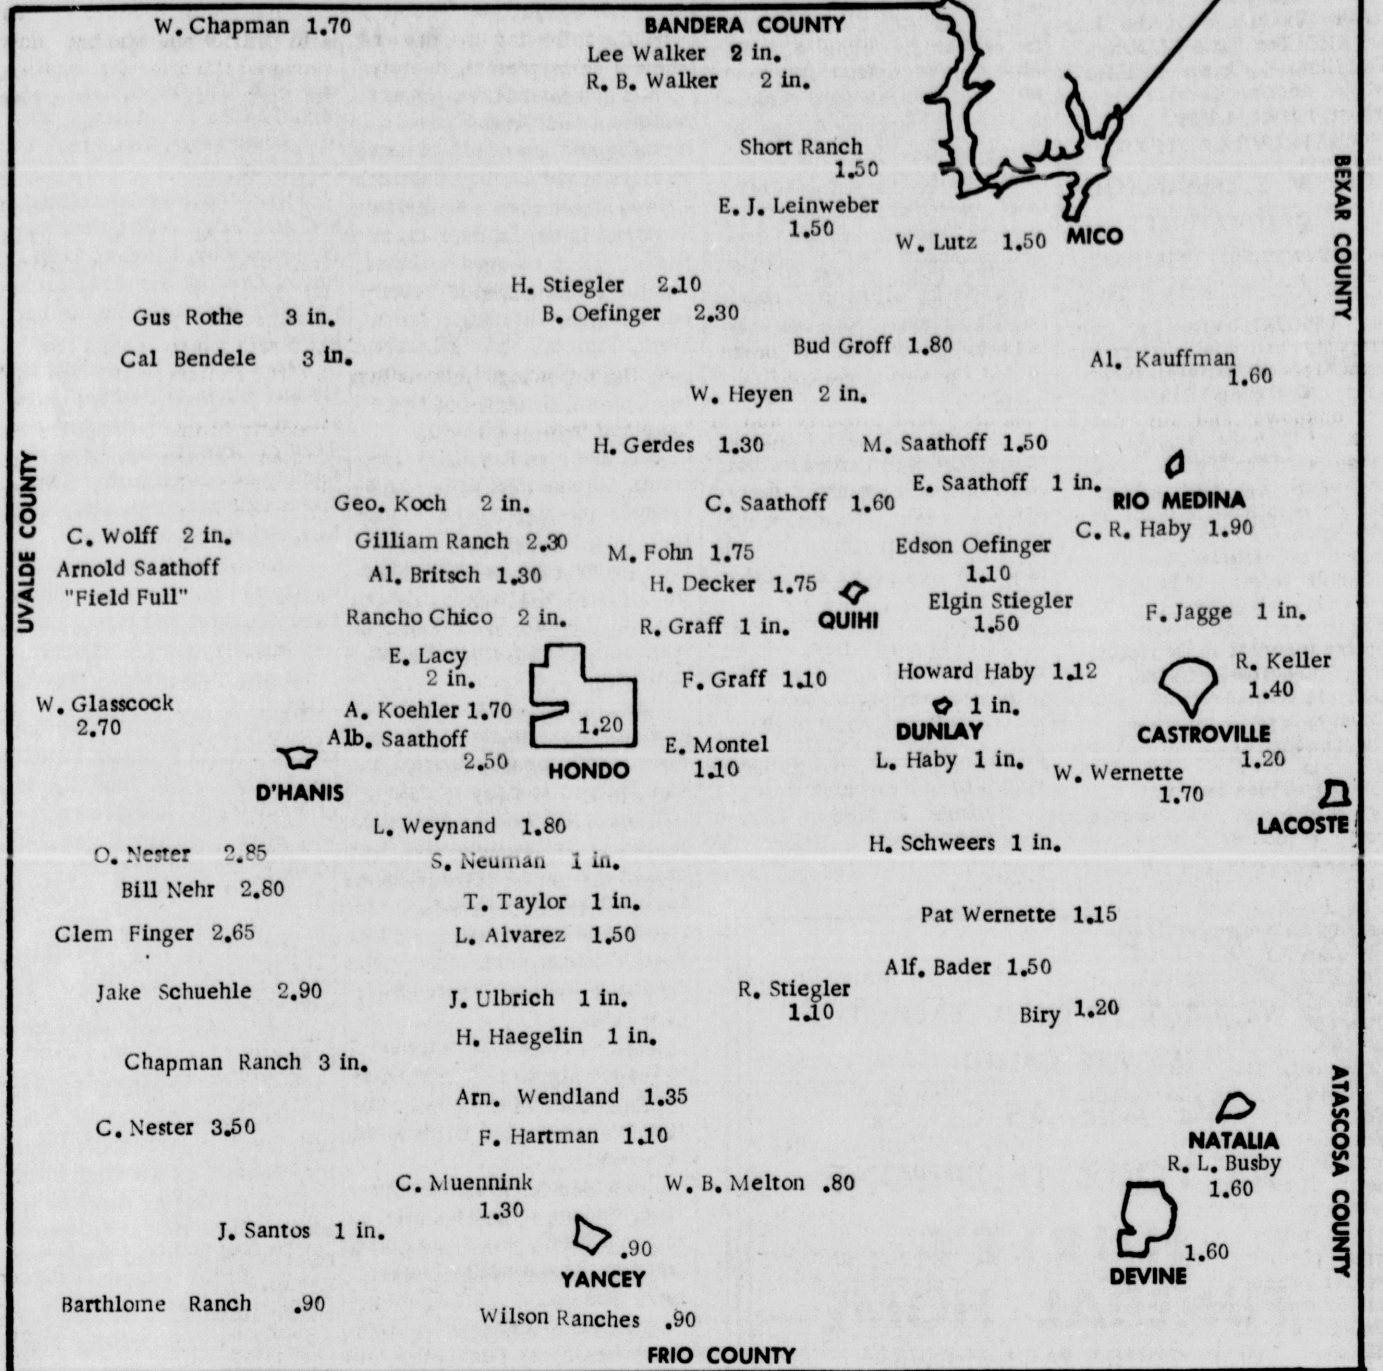 W. Chapman 1.70
BANDERA COUNTY
Lee Walker 2 in.
R. B. Walker 2 in.
Short Ranch
1.50
E. J. Leinweber
1.50
W. Lutz 1.50
MICO
BEXAR COUNTY
H. Stiegler 2.10
B. Oefinger 2.30
Gus Rothe 3 in.
Cal Bendele 3 in.
Bud Groff 1.80
Al. Kauffman
1.60
W. Heyen 2 in.
H. Gerdes 1.30
M. Saathoff 1.50
E. Saathoff 1 in.
RIO MEDINA
C. R. Haby 1.90
UVALDE COUNTY
Geo. Koch 2 in.
C. Saathoff 1.60
C. Wolff 2 in.
Arnold Saathoff
"Field Full"
Gilliam Ranch 2.30
Al. Britsch 1.30
Rancho Chico 2 in.
M. Fohn 1.75
H. Decker 1.75
R. Graff 1 in.
QUIHI
Edson Oefinger
1.10
Elgin Stiegler
1.50
F. Jagge 1 in.
E. Lacy
2 in.
F. Graff 1.10
Howard Haby 1.12
R. Keller
1.40
W. Glasscock
2.70
A. Koehler 1.70
Alb. Saathoff
2.50
1.20
HONDO
E. Montel
1.10
1 in.
DUNLAY
L. Haby 1 in.
CASTROVILLE
1.20
W. Wernette
1.70
D'HANIS
LACOSTE
L. Weynand 1.80
O. Nester 2.85
S. Neuman 1 in.
H. Schweers 1 in.
Bill Nehr 2.80
T. Taylor 1 in.
Pat Wernette 1.15
Clem Finger 2.65
L. Alvarez 1.50
Alf. Bader 1.50
Jake Schuehle 2.90
J. Ulbrich 1 in.
R. Stiegler
1.10
Biry 1.20
H. Haegelin 1 in.
Chapman Ranch 3 in.
Arn. Wendland 1.35
C. Nester 3.50
F. Hartman 1.10
NATALIA
R. L. Busby
1.60
ATASCOSA COUNTY
C. Muennink
1.30
W. B. Melton .80
J. Santos 1 in.
.90
YANCEY
1.60
DEVINE
Barthlome Ranch .90
Wilson Ranches .90
FRIO COUNTY